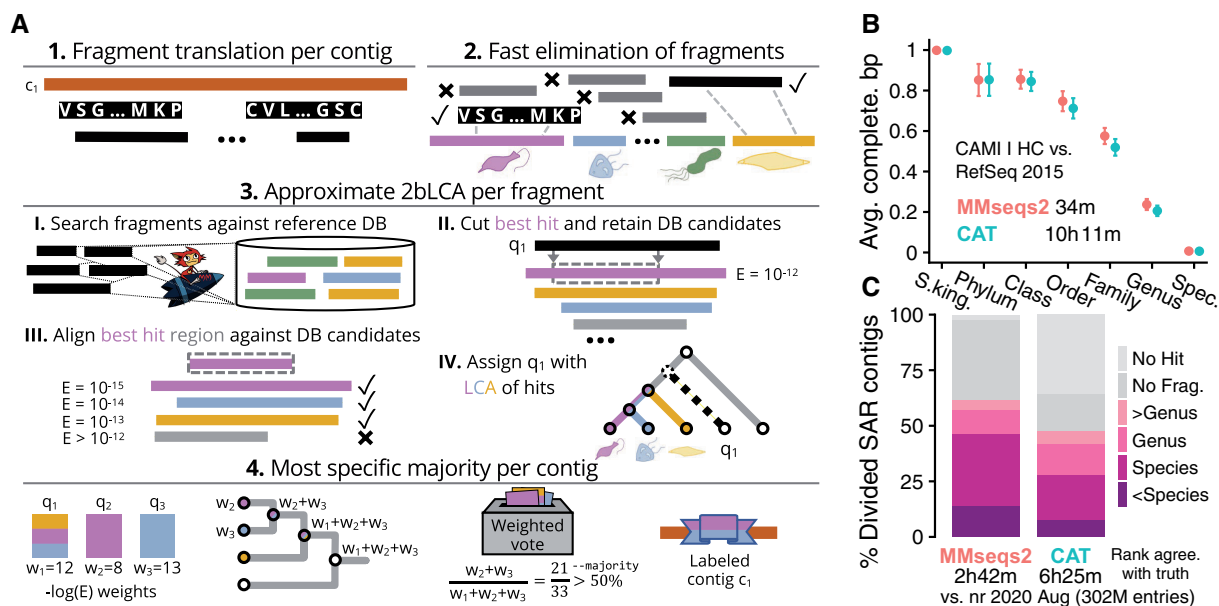 A
1. Fragment translation per contig
c1
VSG...MKP
CVL...GSC
•••
2. Fast elimination of fragments
VSG...MKP
•••
3. Approximate 2bLCA per fragment
I. Search fragments against reference DB
II. Cut best hit and retain DB candidates
q1
E = 10-12
•••
III. Align best hit region against DB candidates
E = 10-15
E = 10-14
E = 10-13
E > 10-12
IV. Assign q1 with
LCA of hits
q1
4. Most specific majority per contig
q1 q2 q3
w1=12 w2=8 w3=13
-log(E) weights
w2
w3
w2+w3
w1+w2+w3
w1+w2+w3
Weighted
vote
w2+w3
w1+w2+w3
= 21
33
--majority
> 50%
Labeled
contig c1
B
Avg. complete. bp
1
0.8
0.6
0.4
0.2
0
CAMI I HC vs.
RefSeq 2015
MMseqs2 34m
CAT 10h 11m
S.king.
Phylum
Class
Order
Family
Genus
Spec.
C
% Divided SAR contigs
100
75
50
25
0
No Hit
No Frag.
>Genus
Genus
Species
<Species
MMseqs2
2h42m
CAT
6h25m
vs. nr 2020 Aug (302M entries)
Rank agree.
with truth